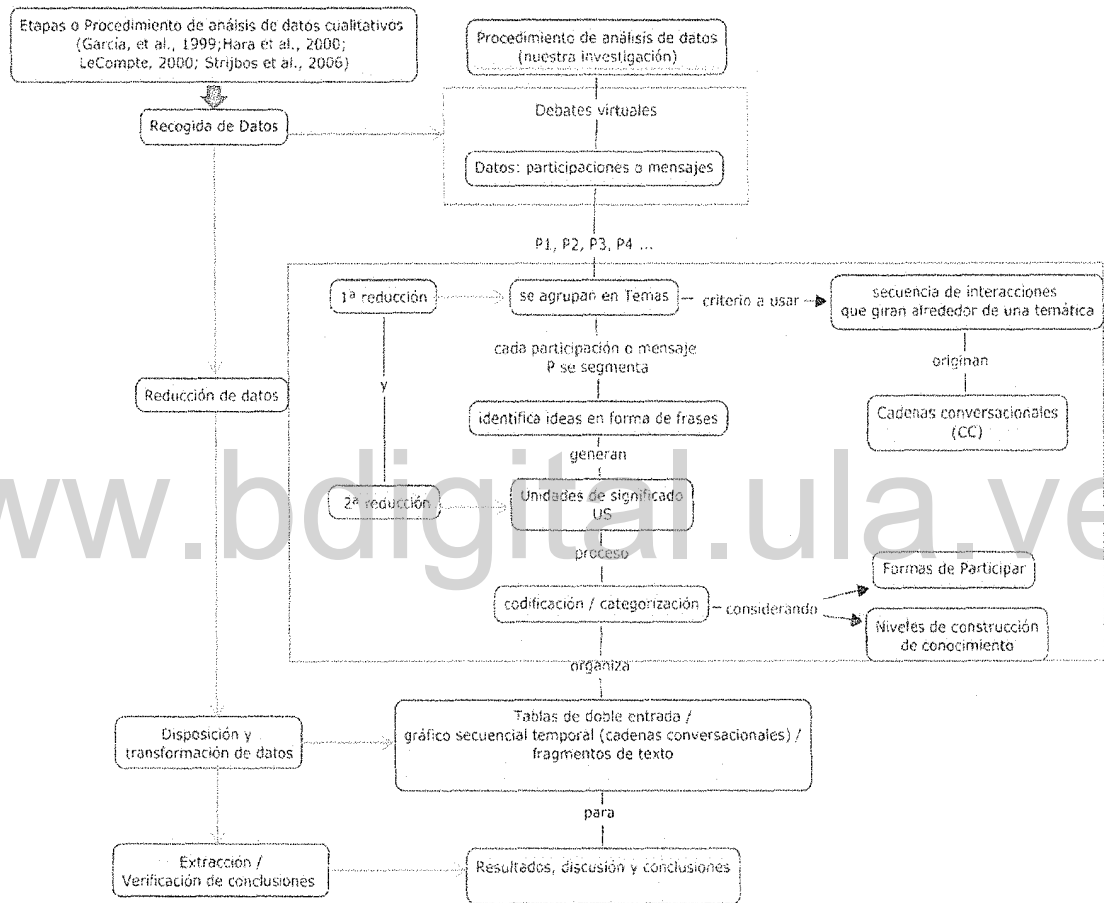 Etapas o Procedimiento de anáisis de datos cualitativos
(García, et al., 1999;Hara et al., 2000;
LeCompte, 2000; Strijbos et al., 2006)
Procedimiento de análisis de datos
(nuestra investigación)
Recogida de Datos
Debates virtuales
Datos: participaciones o mensajes
P1, P2, P3, P4 ...
1ª reducción
se agrupan en Temas
criterio a usar
secuencia de interacciones
que giran alrededor de una temática
cada participación o mensaje
P se segmenta
originan
y
Reducción de datos
identifica ideas en forma de frases
Cadenas conversacionales
(CC)
generan
2ª reducción
Unidades de significado
US
www.bdigital.ula.ve
proceso
Formas de Participar
codificación / categorización
considerando
Niveles de construcción
de conocimiento
organiza
Disposición y
transformación de datos
Tablas de doble entrada /
gráfico secuencial temporal (cadenas conversacionales) /
fragmentos de texto
para
Extracción /
Verificación de conclusiones
Resultados, discusión y conclusiones